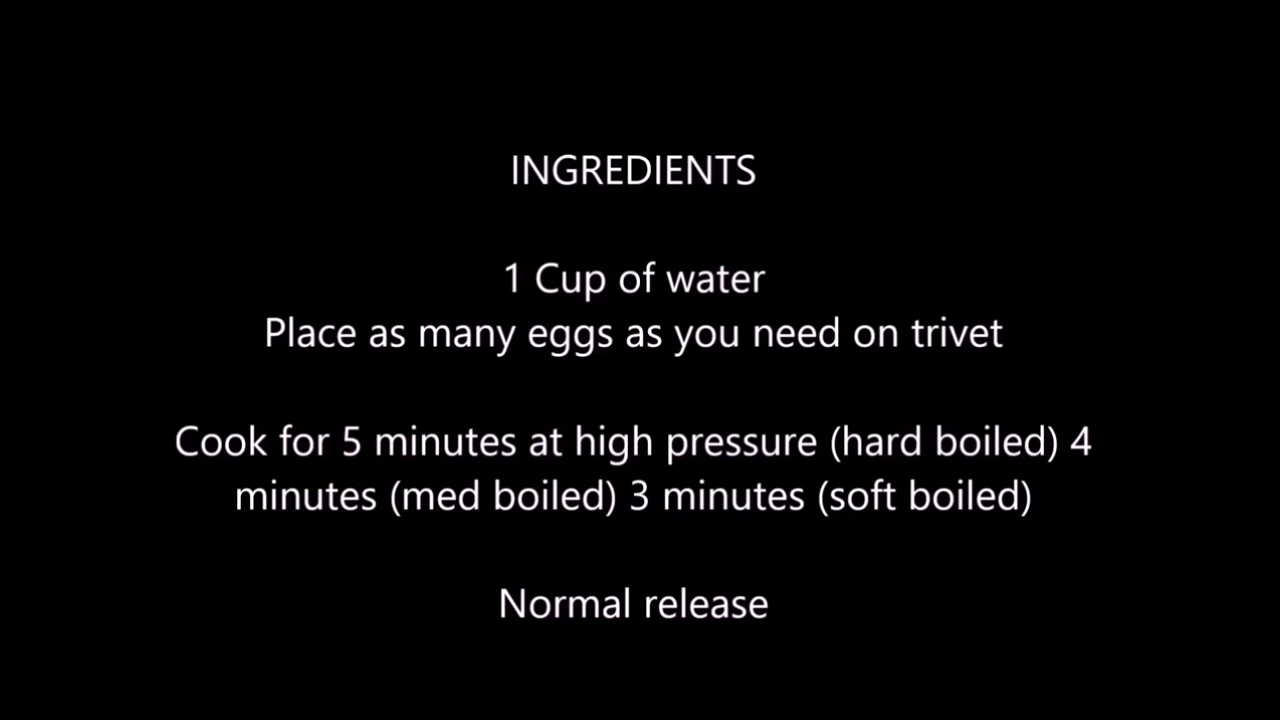 INGREDIENTS
1 Cup of water
Place as many eggs as you need on trivet
Cook for 5 minutes at high pressure (hard boiled) 4
minutes (med boiled) 3 minutes (soft boiled)
Normal release